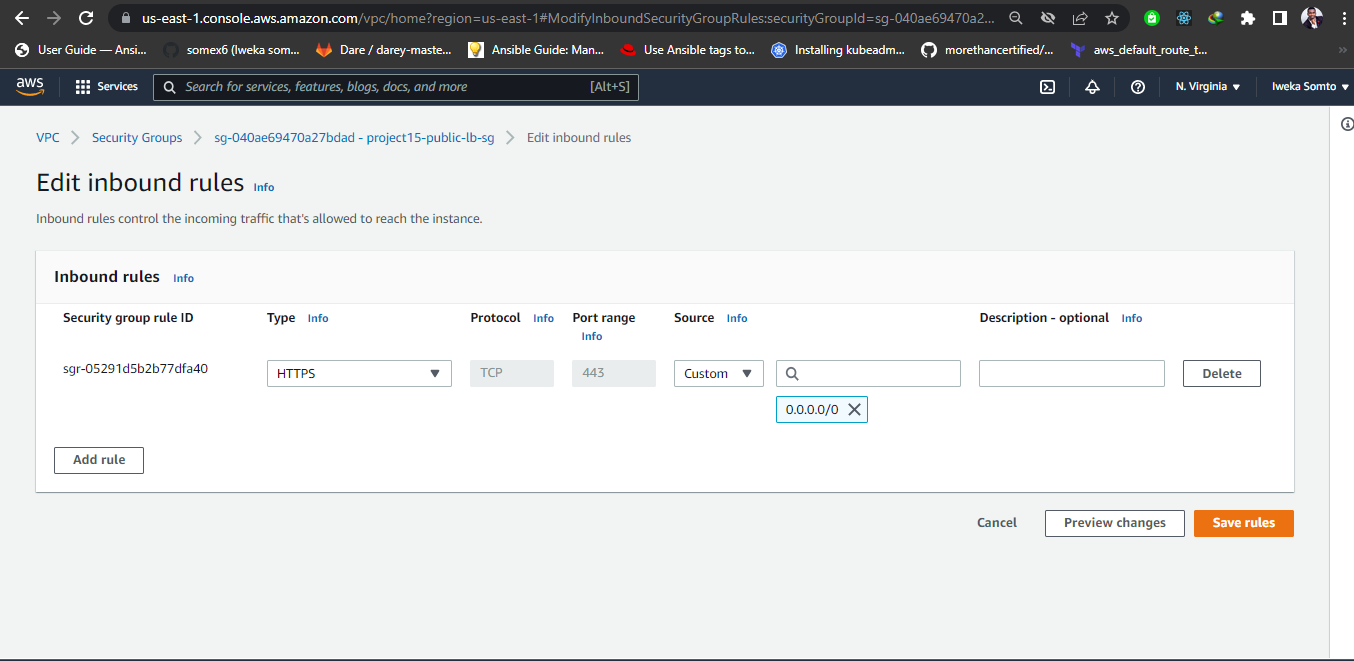 us-east-1.console.aws.amazon.com/vpc/home?region=us-east-1#ModifyInboundSecurityGroupRules:securityGroupId=sg-040ae69470a2...
User Guide — Ansi... somex6 (Iweka som... Dare / darey-maste... Ansible Guide: Man... Use Ansible tags to... Installing kubeadm... morethancertified/... aws_default_route_t... »
aws Services Search for services, features, blogs, docs, and more [Alt+S] N. Virginia Iweka Somto
VPC Security Groups sg-040ae69470a27bdad - project15-public-lb-sg Edit inbound rules
Edit inbound rules Info
Inbound rules control the incoming traffic that's allowed to reach the instance.
Inbound rules Info
Security group rule ID Type Info Protocol Info Port range Source Info Description - optional Info
Info
sgr-05291d5b2b77dfa40 HTTPS TCP 443 Custom Delete
0.0.0.0/0
Add rule
Cancel Preview changes Save rules